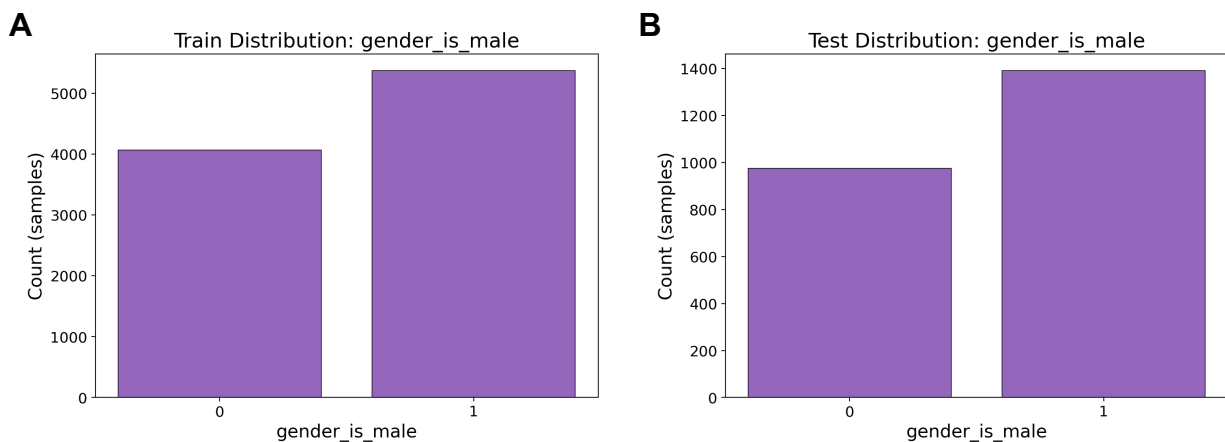 A
Train Distribution: gender_is_male
Count (samples)
5000
4000
3000
2000
1000
0
0 1
gender_is_male
B
Test Distribution: gender_is_male
Count (samples)
1400
1200
1000
800
600
400
200
0
0 1
gender_is_male